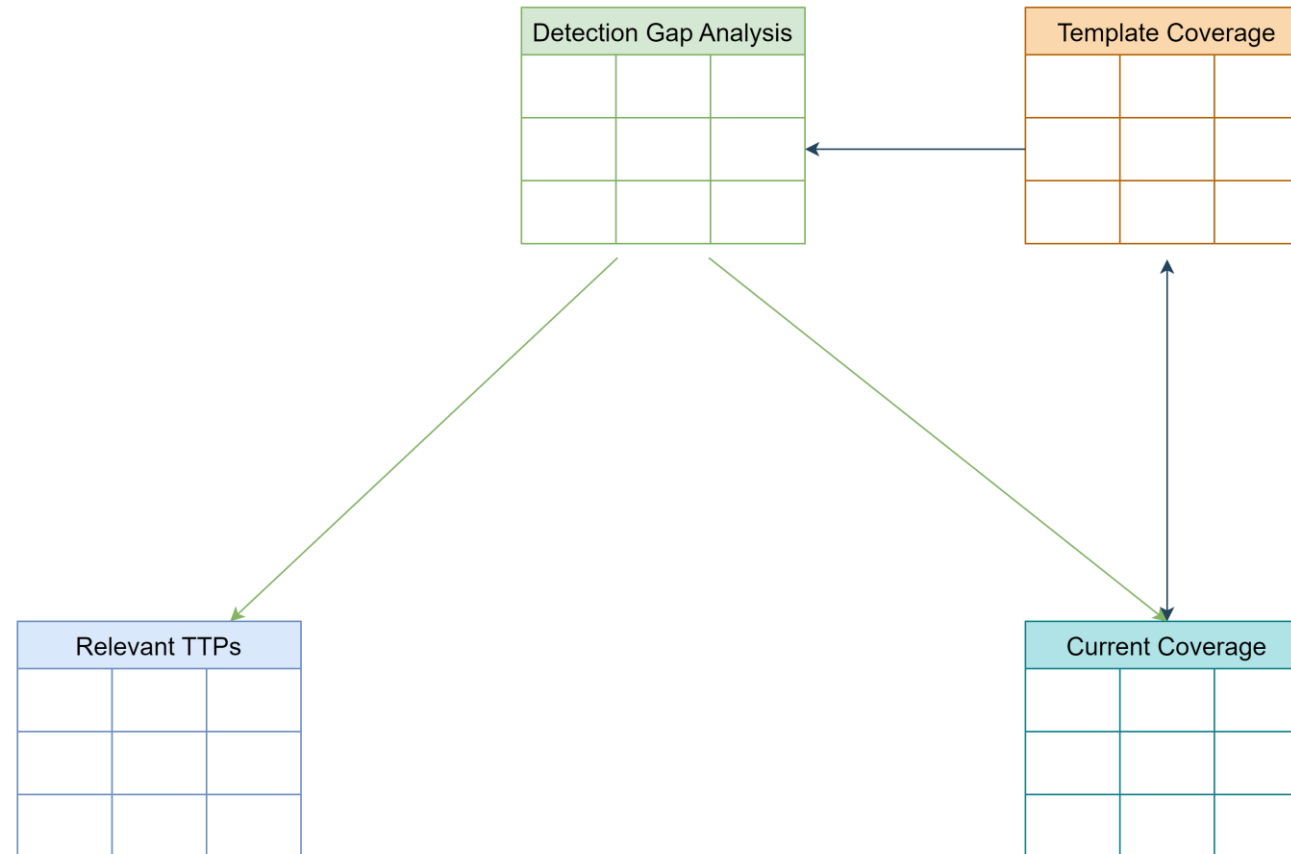 Detection Gap Analysis
Template Coverage
Relevant TTPs
Current Coverage